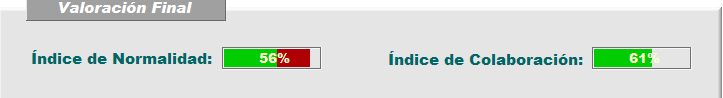 Valoración Final
Índice de Normalidad: 56% Índice de Colaboración: 61%